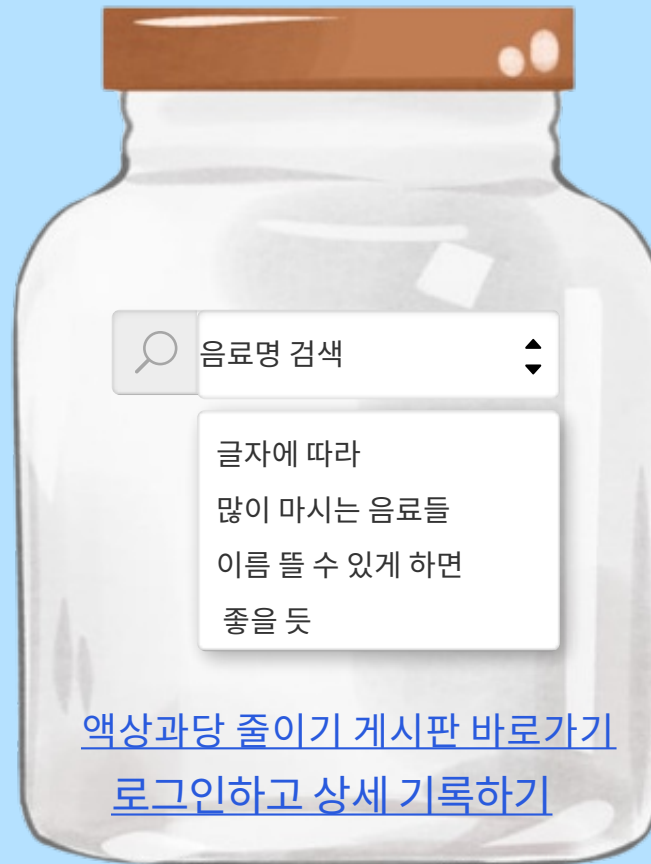 음료명 검색
글자에 따라
많이 마시는 음료들
이름 뜰 수 있게 하면
좋을 듯
액상과당 줄이기 게시판 바로가기
로그인하고 상세 기록하기